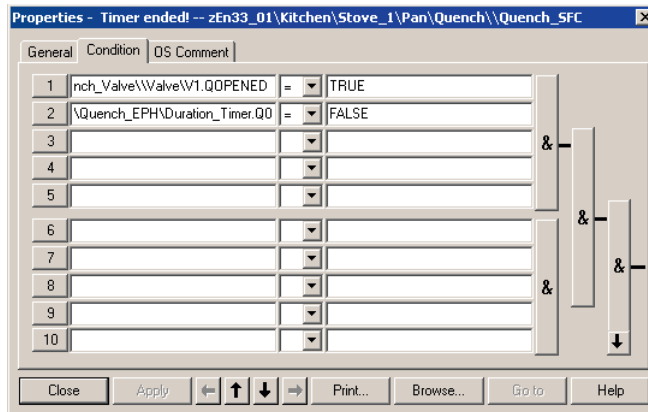 Properties - Timer ended! -- zEn33_01\Kitchen\Stove_1\Pan\Quench\\Quench_SFC
General Condition OS Comment
1 nch_Valve\\Valve\V1.QOPENED = TRUE
2 \Quench_EPH\Duration_Timer.Q0 = FALSE
3
&
4
5
&
6
7
&
8
&
9
10
Close Apply Print... Browse... Go to Help